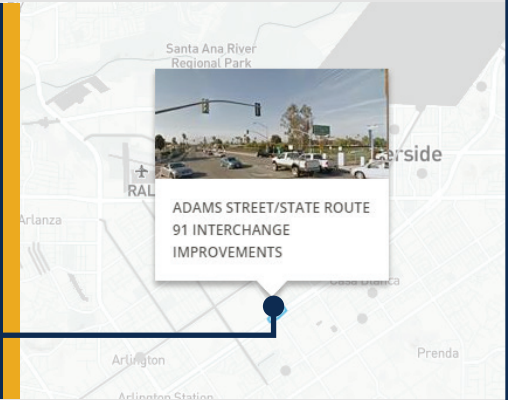 Santa Ana River
Regional Park
erside
RAL
ADAMS STREET/STATE ROUTE
91 INTERCHANGE
IMPROVEMENTS
Arlanza
Casa Blanca
Arlington
Prenda
Arlington Station